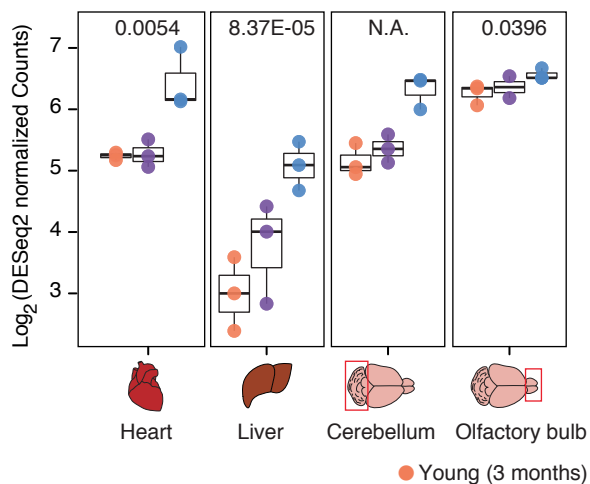 0.0054 8.37E-05 N.A. 0.0396
Log2(DESeq2 normalized Counts)
7
6
5
4
3
Heart Liver Cerebellum Olfactory bulb
Young (3 months)